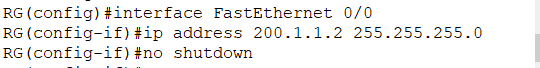 RG(config)#interface FastEthernet 0/0
RG(config-if)#ip address 200.1.1.2 255.255.255.0
RG(config-if)#no shutdown